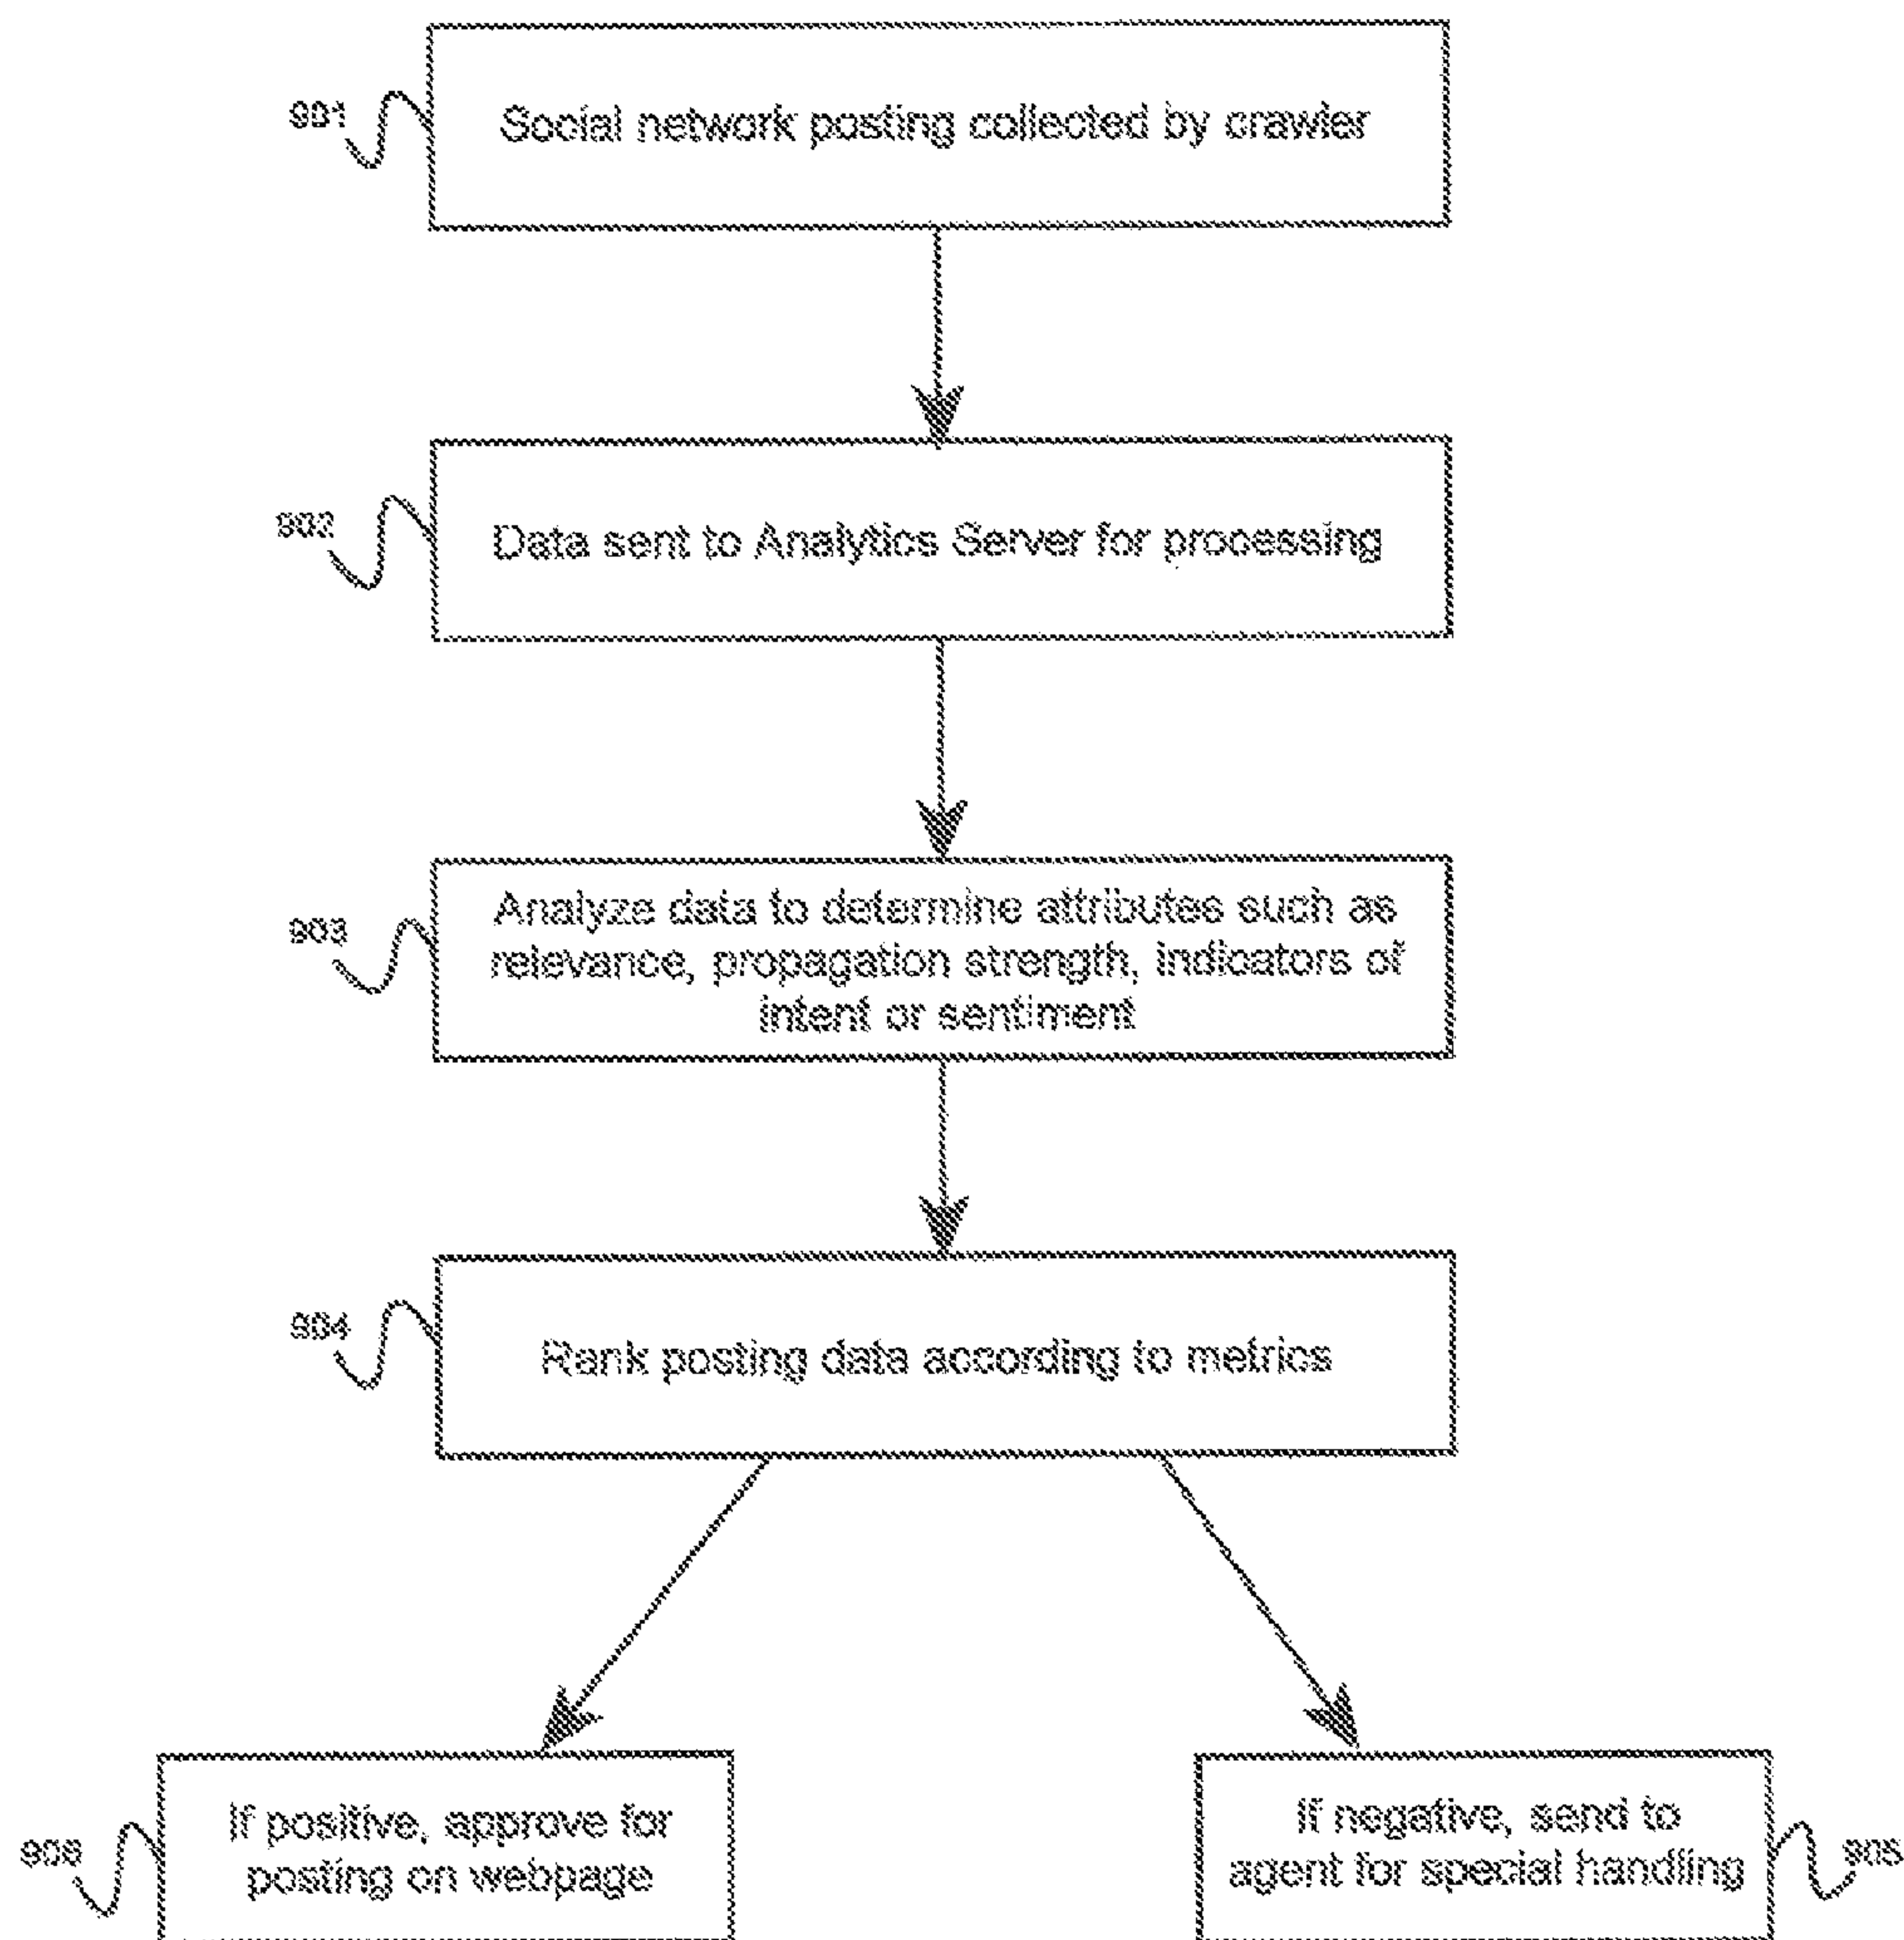 901
Social network posting collected by crawler
902
Data sent to Analytics Server for processing
903
Analyze data to determine attributes such as
relevance, propagation strength, indicators of
intent or sentiment
904
Rank posting data according to metrics
906
If positive, approve for
posting on webpage
If negative, send to
agent for special handling
905